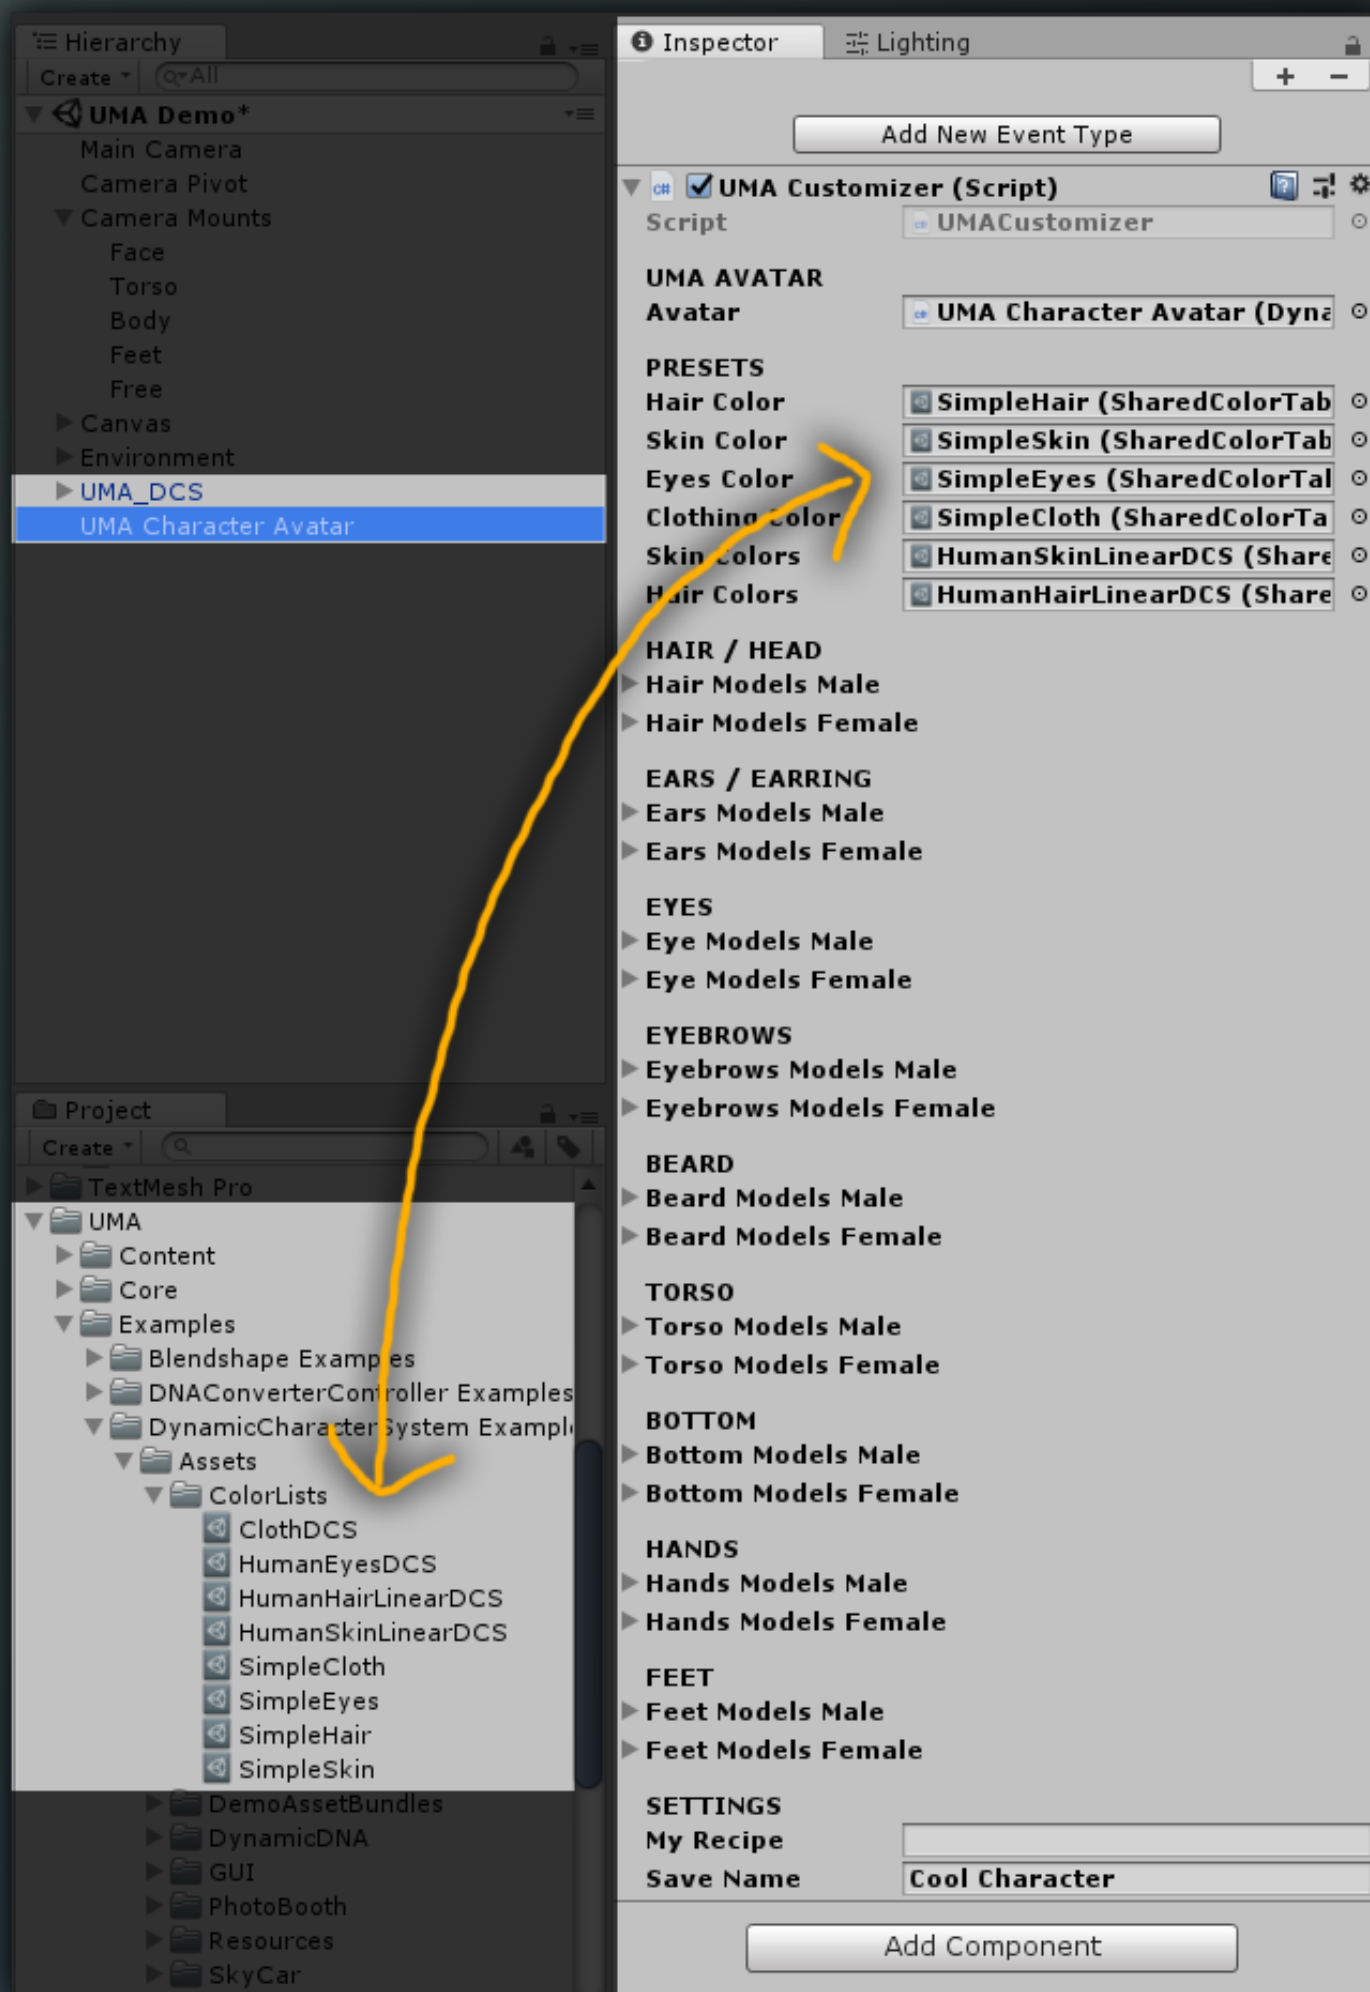 Hierarchy
Create
All
UMA Demo*
Main Camera
Camera Pivot
Camera Mounts
Face
Torso
Body
Feet
Free
Canvas
Environment
UMA_DCS
UMA Character Avatar
Project
Create
TextMesh Pro
UMA
Content
Core
Examples
Blendshape Examples
DNAConverterController Examples
DynamicCharacterSystem Exampl
Assets
ColorLists
ClothDCS
HumanEyesDCS
HumanHairLinearDCS
HumanSkinLinearDCS
SimpleCloth
SimpleEyes
SimpleHair
SimpleSkin
DemoAssetBundles
DynamicDNA
GUI
PhotoBooth
Resources
SkyCar
Inspector Lighting
+ −
Add New Event Type
c# UMA Customizer (Script)
Script UMACustomizer
UMA AVATAR
Avatar UMA Character Avatar (Dyna
PRESETS
Hair Color SimpleHair (SharedColorTab
Skin Color SimpleSkin (SharedColorTab
Eyes Color SimpleEyes (SharedColorTal
Clothing Color SimpleCloth (SharedColorTa
Skin Colors HumanSkinLinearDCS (Share
Hair Colors HumanHairLinearDCS (Share
HAIR / HEAD
Hair Models Male
Hair Models Female
EARS / EARRING
Ears Models Male
Ears Models Female
EYES
Eye Models Male
Eye Models Female
EYEBROWS
Eyebrows Models Male
Eyebrows Models Female
BEARD
Beard Models Male
Beard Models Female
TORSO
Torso Models Male
Torso Models Female
BOTTOM
Bottom Models Male
Bottom Models Female
HANDS
Hands Models Male
Hands Models Female
FEET
Feet Models Male
Feet Models Female
SETTINGS
My Recipe
Save Name Cool Character
Add Component